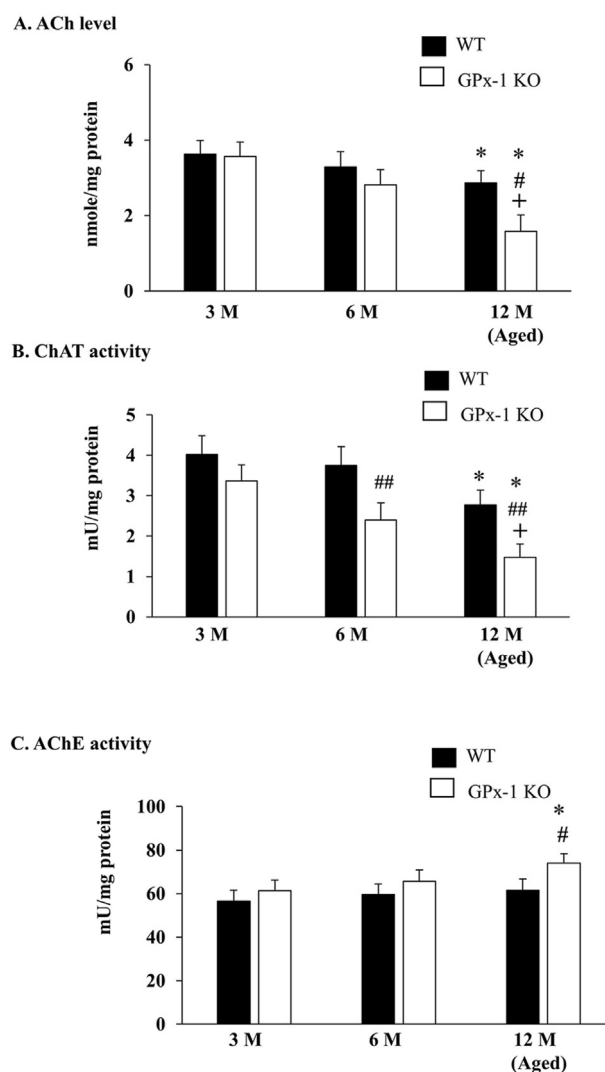 A. ACh level
WT
GPx-1 KO
nmole/mg protein
6
4
2
0
* *
#
+
3 M 6 M 12 M
(Aged)
B. ChAT activity
WT
GPx-1 KO
mU/mg protein
5
4
3
2
1
0
## * *
##
+
3 M 6 M 12 M
(Aged)
C. AChE activity
WT
GPx-1 KO
mU/mg protein
100
80
60
40
20
0
*
#
3 M 6 M 12 M
(Aged)